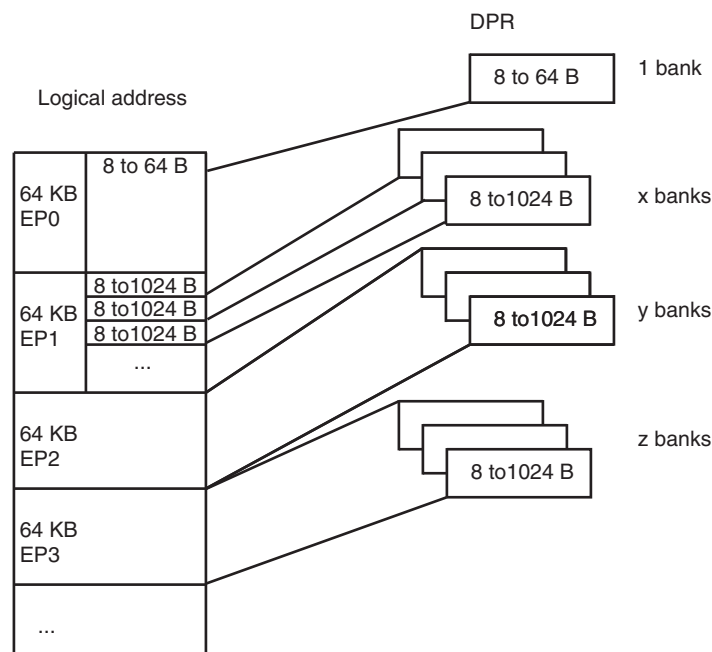 DPR
8 to 64 B
1 bank
Logical address
8 to 64 B
64 KB
EP0
8 to1024 B
x banks
8 to1024 B
8 to1024 B
8 to1024 B
...
64 KB
EP1
8 to1024 B
y banks
64 KB
EP2
8 to1024 B
z banks
64 KB
EP3
...